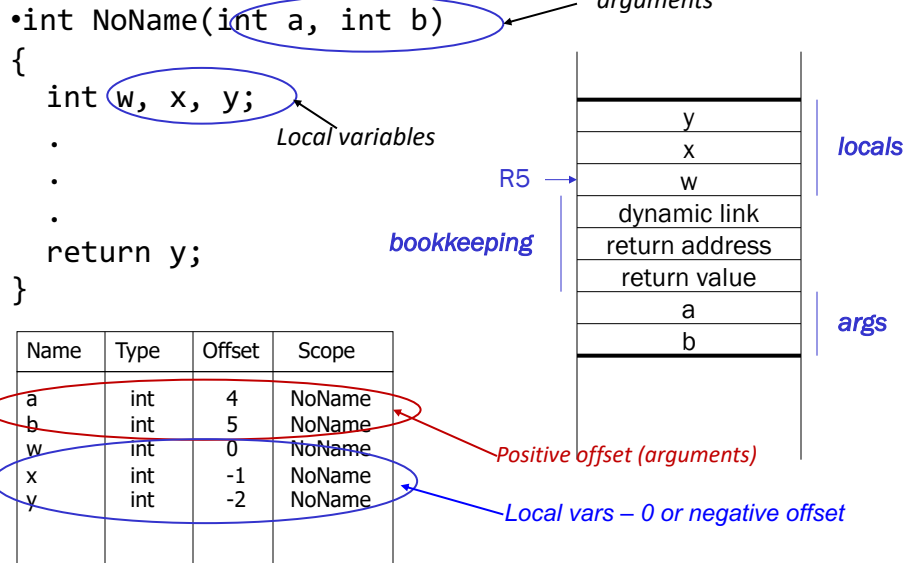 arguments
•int NoName(int a, int b)
{
int w, x, y;
.
Local variables
.
.
return y;
}
y
x
w
dynamic link
return address
return value
a
b
locals
R5
bookkeeping
args
Name Type Offset Scope
a int 4 NoName
b int 5 NoName
w int 0 NoName
x int -1 NoName
y int -2 NoName
Positive offset (arguments)
Local vars – 0 or negative offset